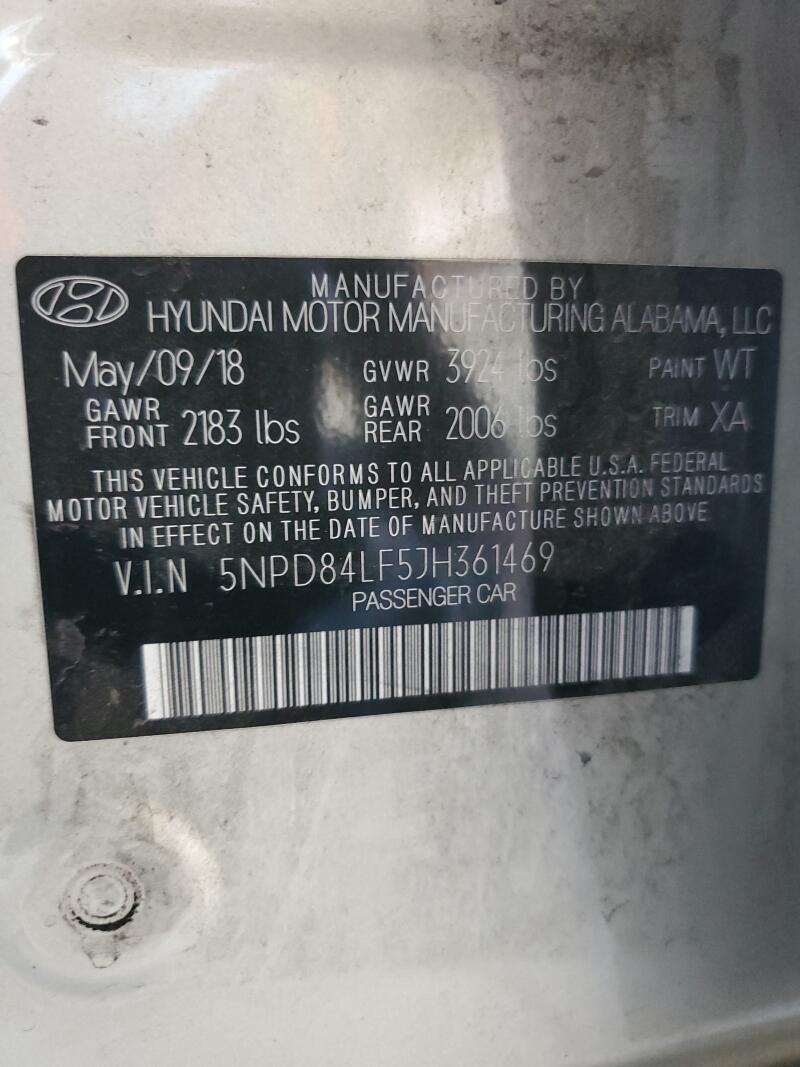 MANUFACTURED BY
HYUNDAI MOTOR MANUFACTURING ALABAMA, LLC
May/09/18 GVWR 3924 lbs PAINT WT
GAWR FRONT 2183 lbs GAWR REAR 2006 lbs TRIM XA
THIS VEHICLE CONFORMS TO ALL APPLICABLE U.S.A. FEDERAL
MOTOR VEHICLE SAFETY, BUMPER, AND THEFT PREVENTION STANDARDS
IN EFFECT ON THE DATE OF MANUFACTURE SHOWN ABOVE
V.I.N 5NPD84LF5JH361469
PASSENGER CAR